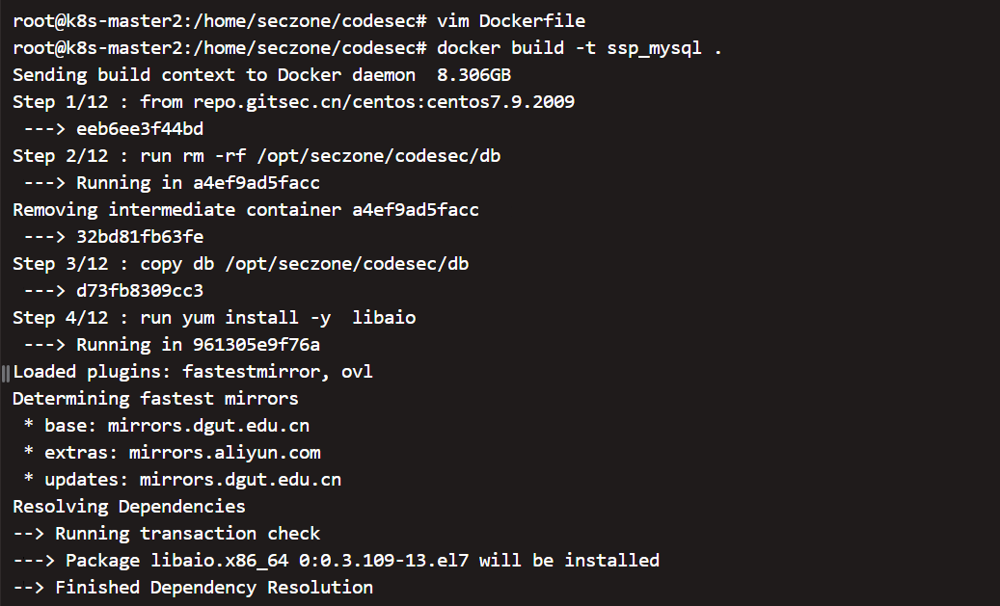 root@k8s-master2:/home/seczone/codesec# vim Dockerfile
root@k8s-master2:/home/seczone/codesec# docker build -t ssp_mysql .
Sending build context to Docker daemon  8.306GB
Step 1/12 : from repo.gitsec.cn/centos:centos7.9.2009
 ---> eeb6ee3f44bd
Step 2/12 : run rm -rf /opt/seczone/codesec/db
 ---> Running in a4ef9ad5facc
Removing intermediate container a4ef9ad5facc
 ---> 32bd81fb63fe
Step 3/12 : copy db /opt/seczone/codesec/db
 ---> d73fb8309cc3
Step 4/12 : run yum install -y  libaio
 ---> Running in 961305e9f76a
Loaded plugins: fastestmirror, ovl
Determining fastest mirrors
 * base: mirrors.dgut.edu.cn
 * extras: mirrors.aliyun.com
 * updates: mirrors.dgut.edu.cn
Resolving Dependencies
--> Running transaction check
---> Package libaio.x86_64 0:0.3.109-13.el7 will be installed
--> Finished Dependency Resolution